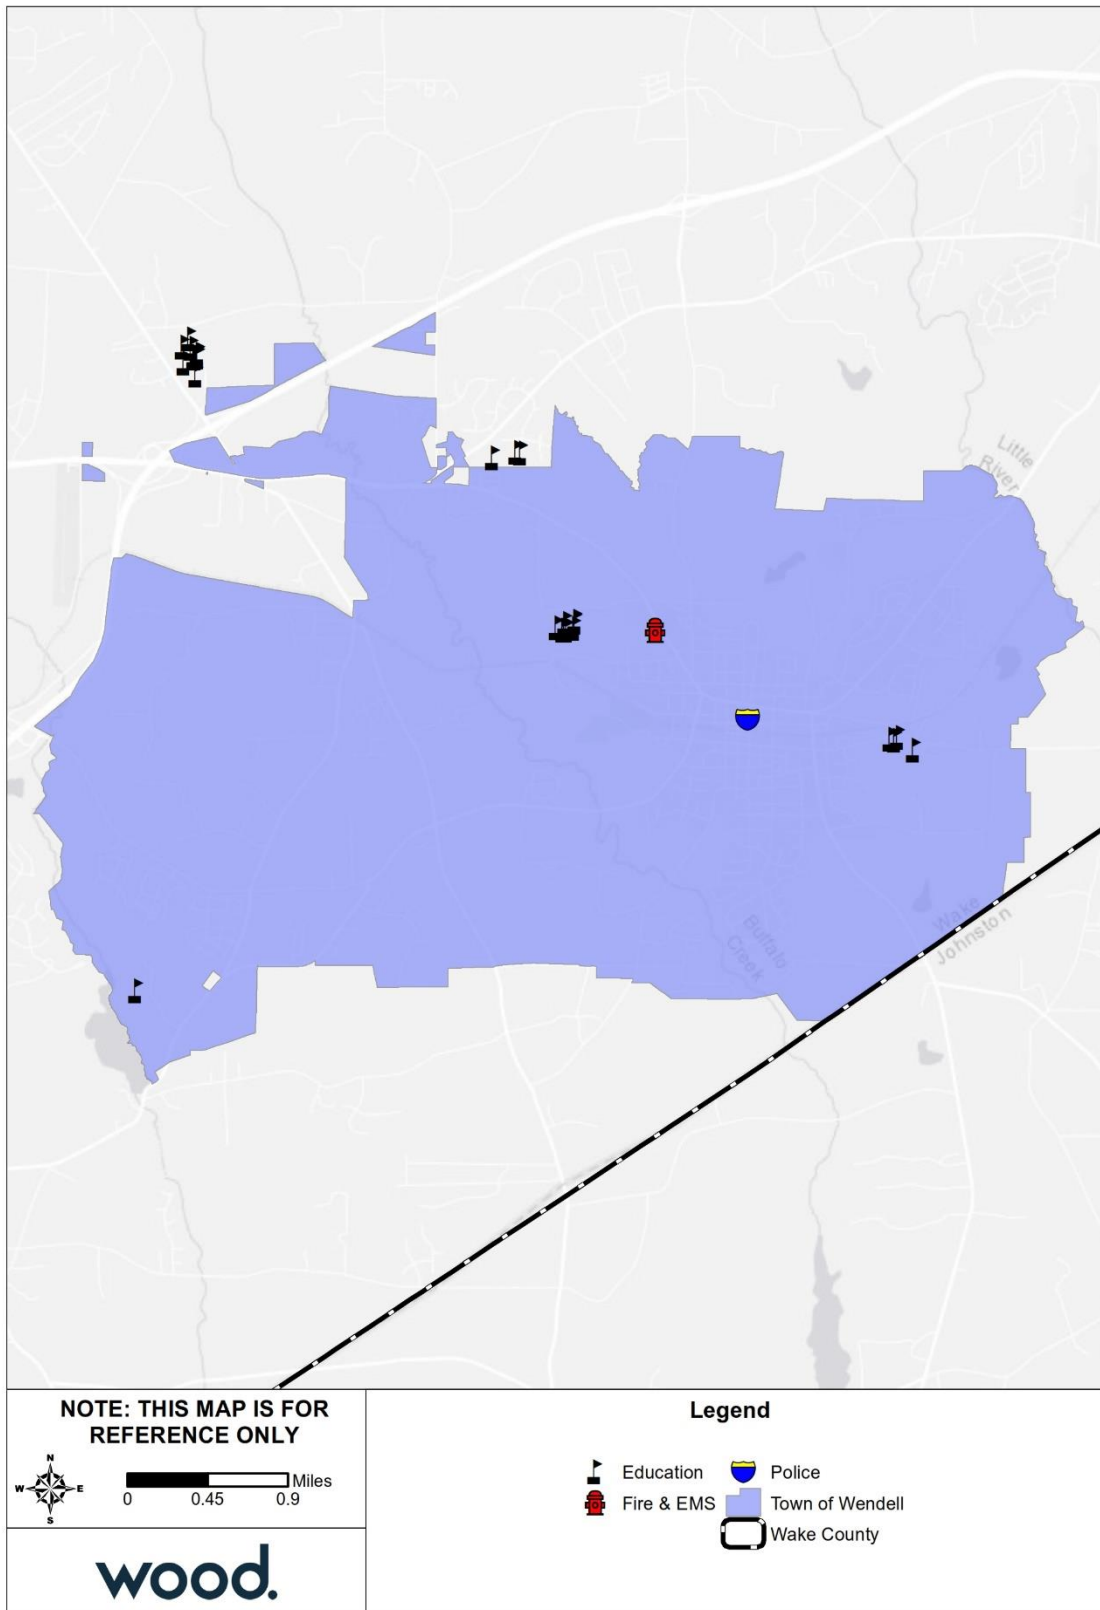 Little
River
Buffalo
Creek
Wake
Johnston
NOTE: THIS MAP IS FOR
REFERENCE ONLY
N
W E
S
Miles
0 0.45 0.9
wood.
Legend
Education Police
Fire & EMS Town of Wendell
Wake County